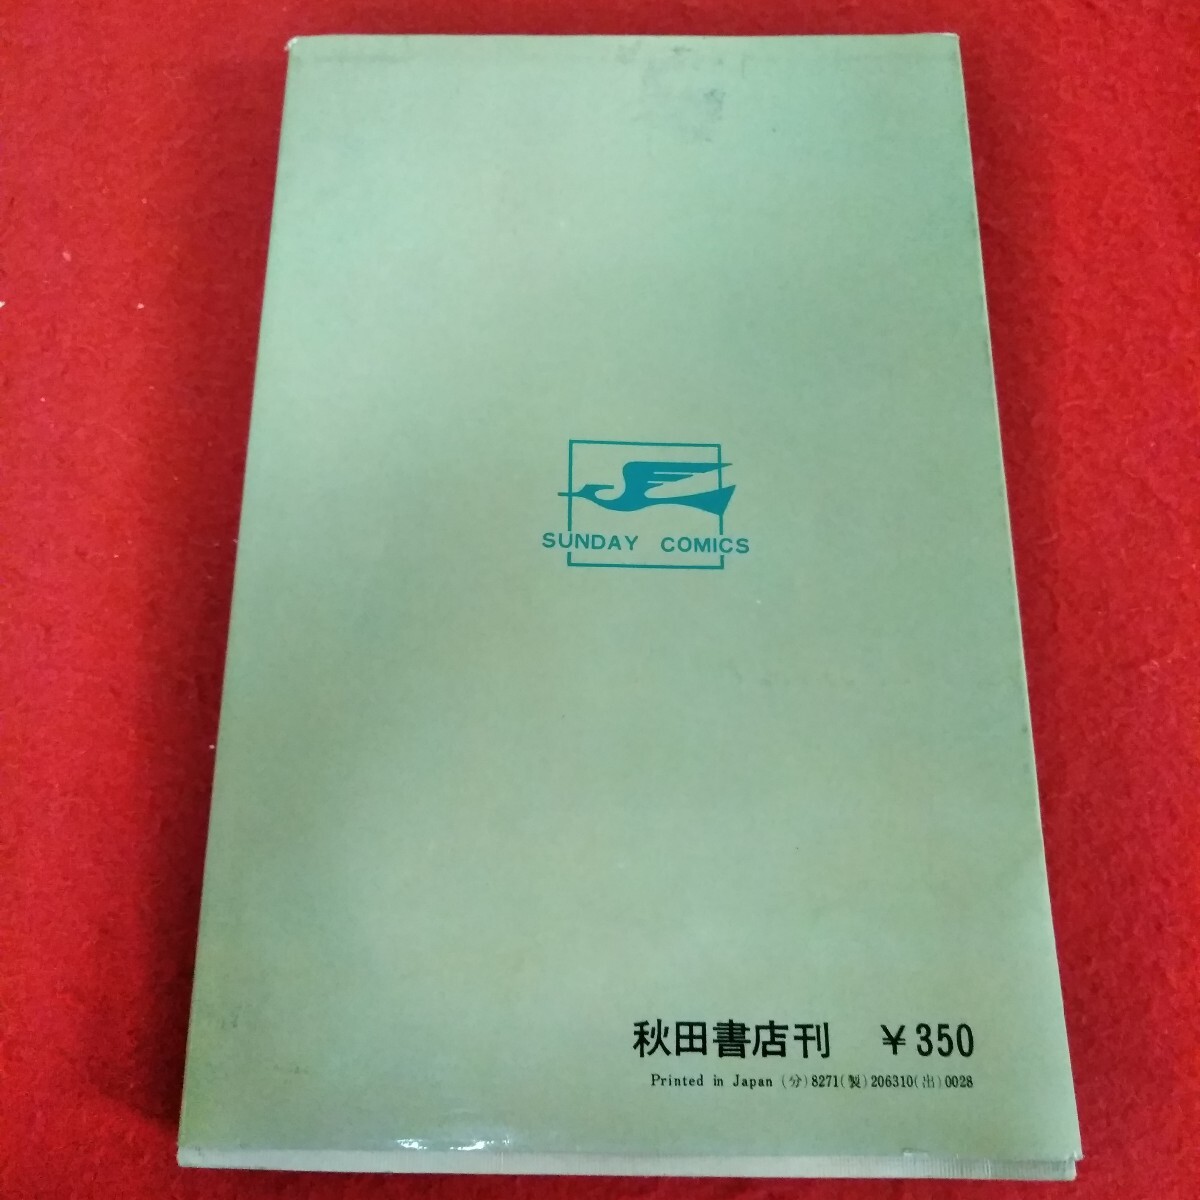 SUNDAY COMICS
秋田書店刊 ¥350
Printed in Japan (分)8271(製)206310(出)0028